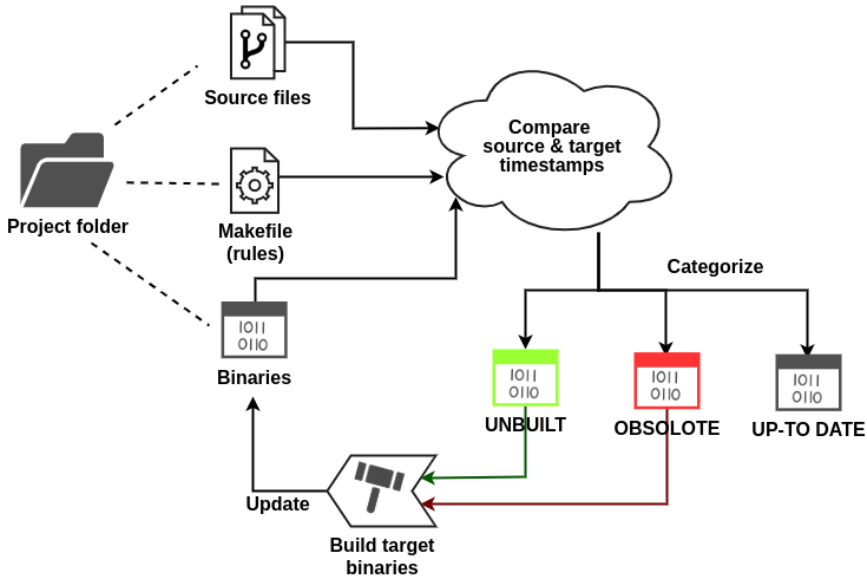 Source files
Compare
source & target
timestamps
Project folder
Makefile
(rules)
Categorize
1011
0110
Binaries
1011
0110
UNBUILT
1011
0110
OBSOLOTE
1011
0110
UP-TO DATE
Update
Build target
binaries